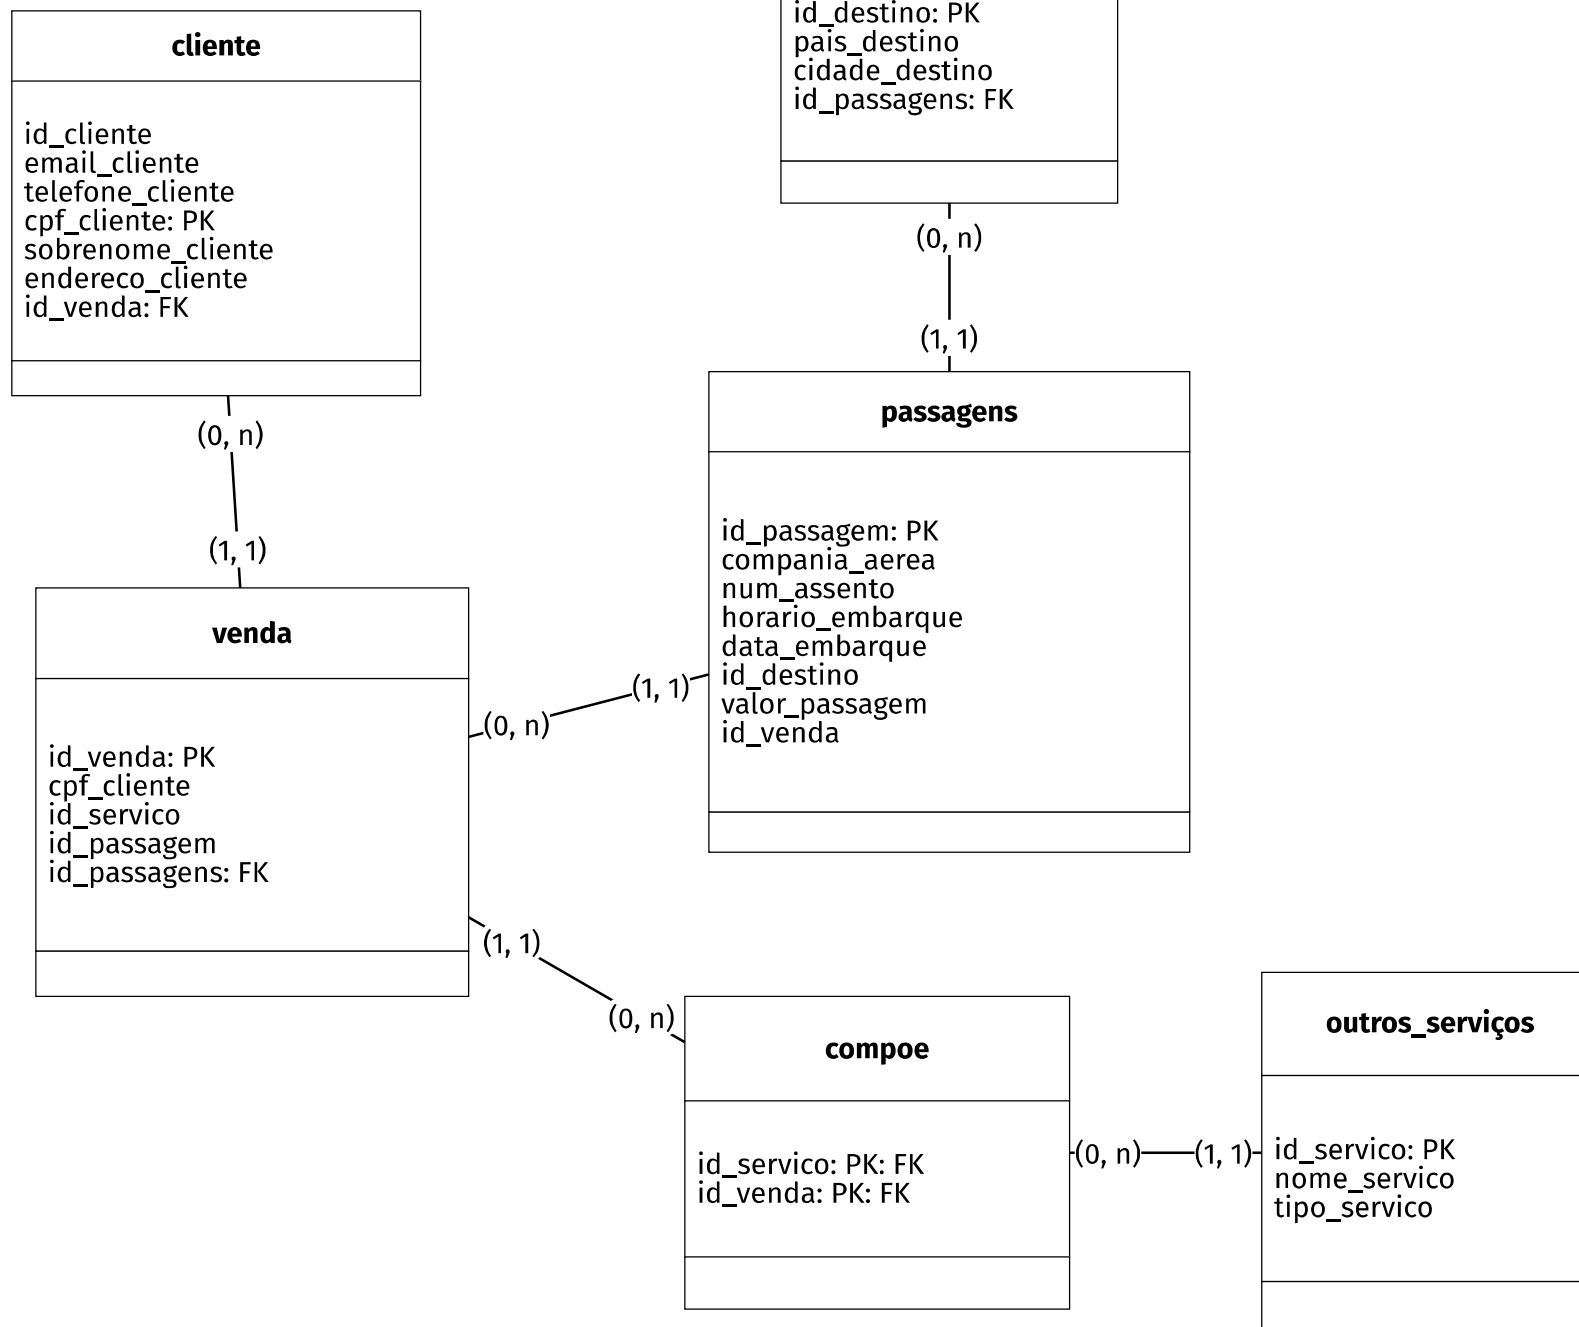 cliente
id_cliente
email_cliente
telefone_cliente
cpf_cliente: PK
sobrenome_cliente
endereco_cliente
id_venda: FK
id_destino: PK
pais_destino
cidade_destino
id_passagens: FK
(0, n)
(1, 1)
(0, n)
(1, 1)
passagens
id_passagem: PK
compania_aerea
num_assento
horario_embarque
data_embarque
id_destino
valor_passagem
id_venda
venda
id_venda: PK
cpf_cliente
id_servico
id_passagem
id_passagens: FK
(0, n)
(1, 1)
(1, 1)
(0, n)
compoe
id_servico: PK: FK
id_venda: PK: FK
(0, n)
(1, 1)
outros_serviços
id_servico: PK
nome_servico
tipo_servico